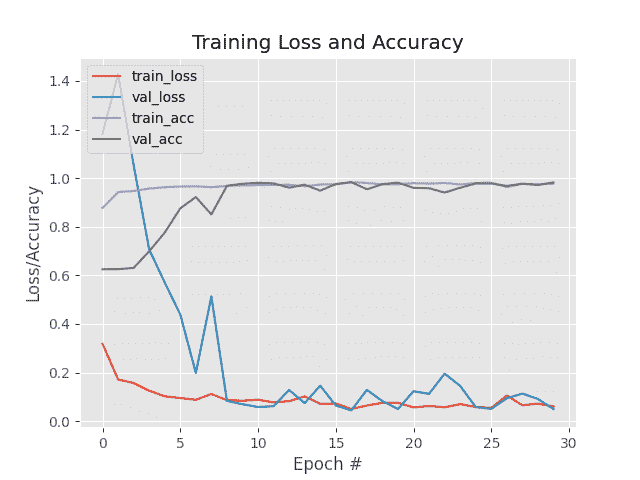 Training Loss and Accuracy
train_loss
val_loss
train_acc
val_acc
1.4
1.2
1.0
0.8
0.6
0.4
0.2
0.0
Loss/Accuracy
0 5 10 15 20 25 30
Epoch #